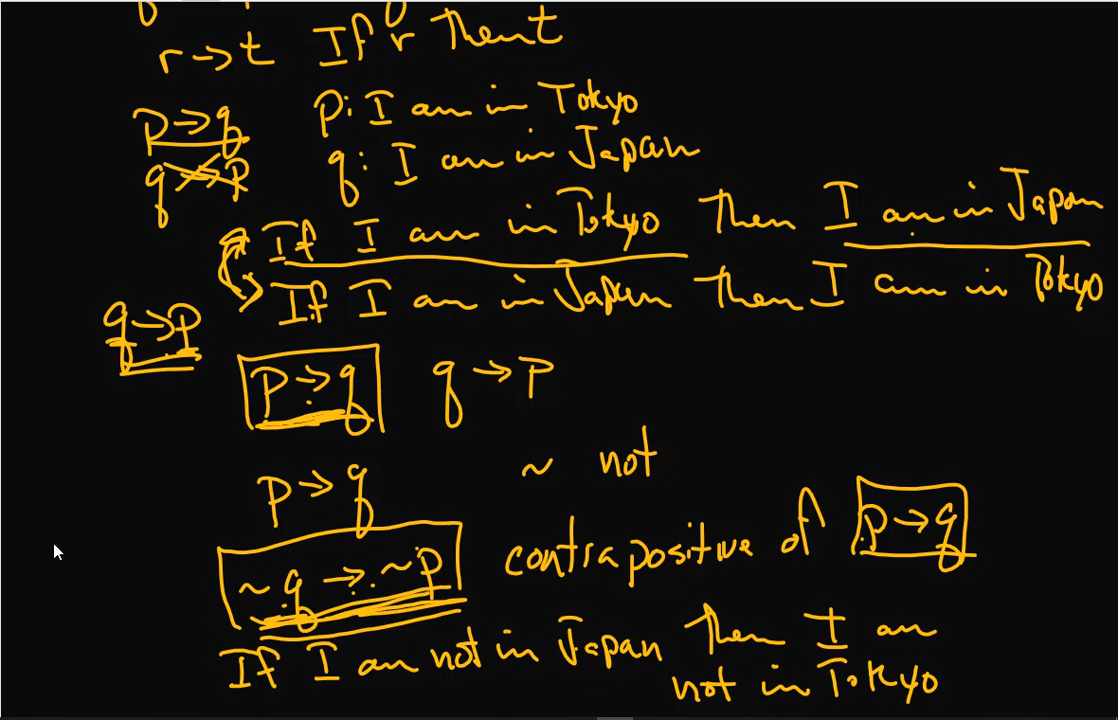 r → t If r then t
p → q p: I am in Tokyo
q → p q: I am in Japan
If I am in Tokyo then I am in Japan
If I am in Japan then I am in Tokyo
q → p
p → q q → p
p → q ~ not
~q → ~p contrapositive of p → q
If I am not in Japan then I am
not in Tokyo